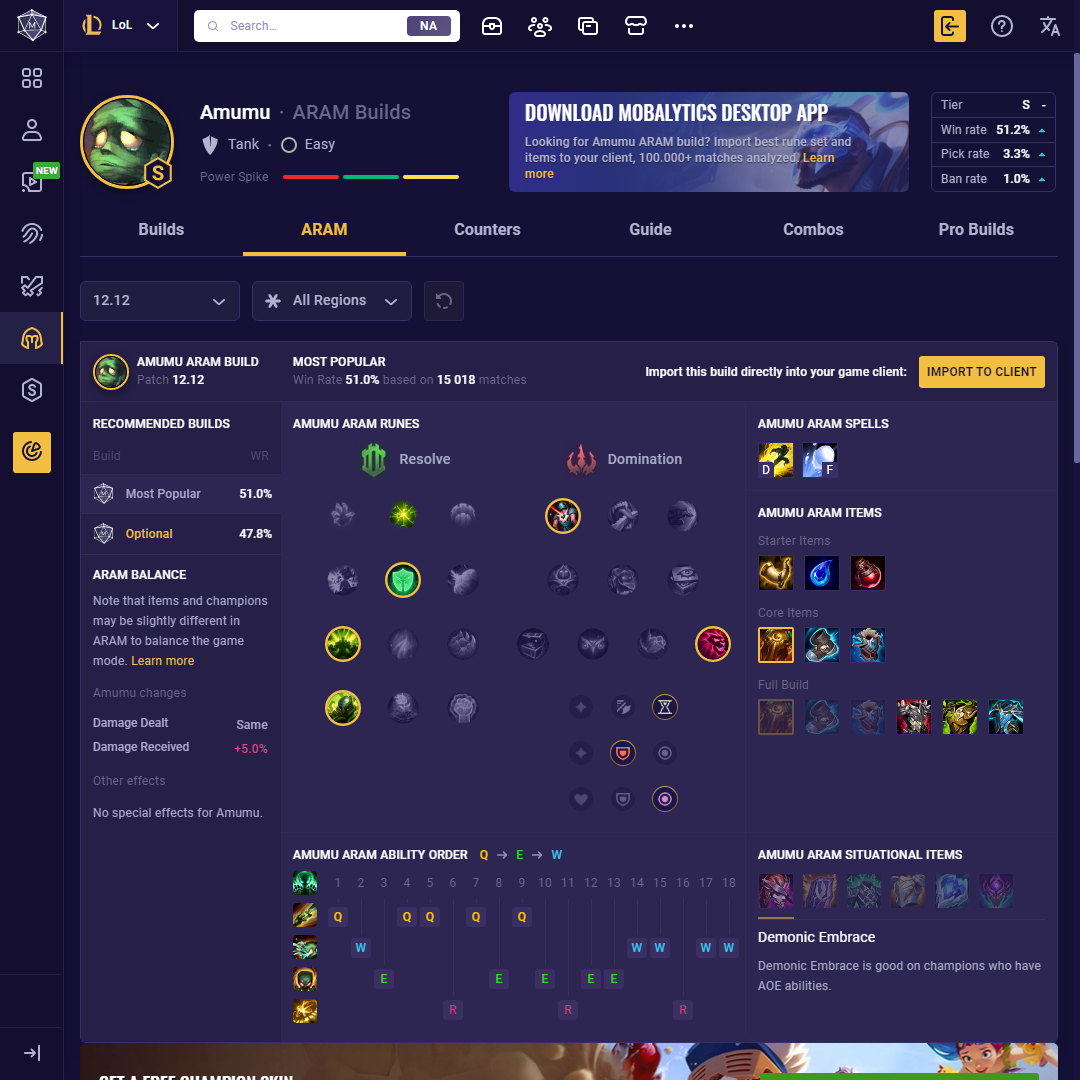 LoL
Search...
NA
NEW
Amumu · ARAM Builds
Tank · Easy
Power Spike
S
DOWNLOAD MOBALYTICS DESKTOP APP
Looking for Amumu ARAM build? Import best rune set and
items to your client, 100.000+ matches analyzed. Learn
more
Tier S -
Win rate 51.2%
Pick rate 3.3%
Ban rate 1.0%
Builds
ARAM
Counters
Guide
Combos
Pro Builds
12.12
All Regions
AMUMU ARAM BUILD
Patch 12.12
MOST POPULAR
Win Rate 51.0% based on 15 018 matches
Import this build directly into your game client:
IMPORT TO CLIENT
RECOMMENDED BUILDS
Build WR
Most Popular 51.0%
Optional 47.8%
ARAM BALANCE
Note that items and champions
may be slightly different in
ARAM to balance the game
mode. Learn more
Amumu changes
Damage Dealt Same
Damage Received +5.0%
Other effects
No special effects for Amumu.
AMUMU ARAM RUNES
Resolve
Domination
AMUMU ARAM SPELLS
D F
AMUMU ARAM ITEMS
Starter Items
Core Items
Full Build
AMUMU ARAM ABILITY ORDER Q → E → W
1 2 3 4 5 6 7 8 9 10 11 12 13 14 15 16 17 18
Q Q Q Q Q
W W W W W
E E E E E
R R R
AMUMU ARAM SITUATIONAL ITEMS
Demonic Embrace
Demonic Embrace is good on champions who have
AOE abilities.
GET A FREE CHAMPION SKIN